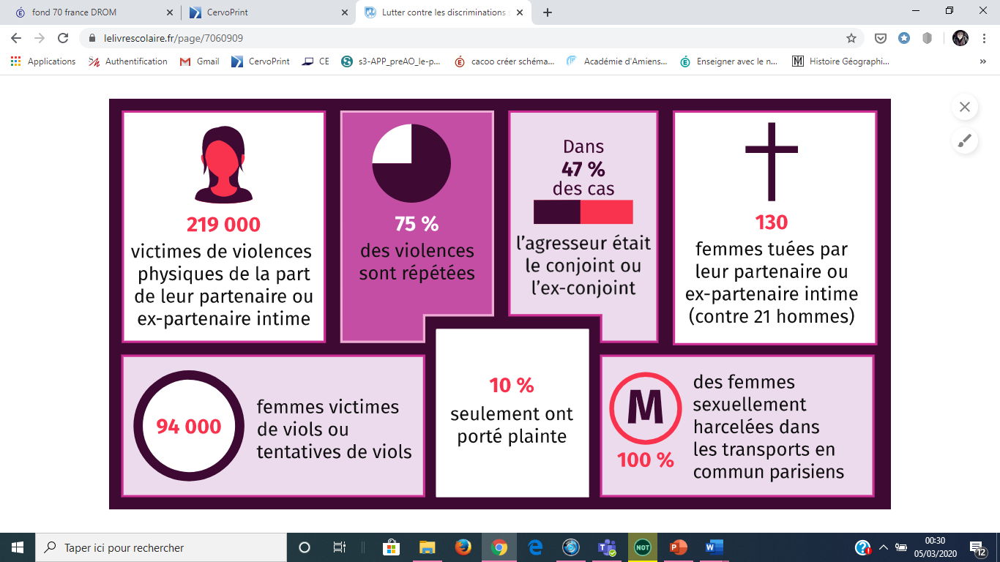 fond 70 france DROM
CervoPrint
Lutter contre les discriminations
lelivrescolaire.fr/page/7060909
Applications
Authentification
Gmail
CervoPrint
CE
s3-APP_preAO_le-p...
cacoo créer schéma...
Académie d'Amiens...
Enseigner avec le n...
Histoire Géographi...
219 000
victimes de violences
physiques de la part
de leur partenaire ou
ex-partenaire intime
75 %
des violences
sont répétées
Dans
47 %
des cas
l'agresseur était
le conjoint ou
l'ex-conjoint
130
femmes tuées par
leur partenaire ou
ex-partenaire intime
(contre 21 hommes)
94 000
femmes victimes
de viols ou
tentatives de viols
10 %
seulement ont
porté plainte
M
100 %
des femmes
sexuellement
harcelées dans
les transports en
commun parisiens
Taper ici pour rechercher
NOT
00:30
05/03/2020
12